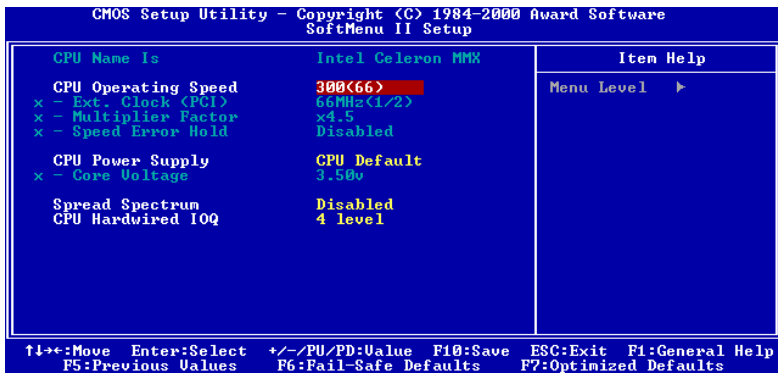 CMOS Setup Utility – Copyright (C) 1984–2000 Award Software
SoftMenu II Setup
CPU Name Is Intel Celeron MMX
CPU Operating Speed 300(66)
x – Ext. Clock (PCI) 66MHz(1/2)
x – Multiplier Factor x4.5
x – Speed Error Hold Disabled
CPU Power Supply CPU Default
x – Core Voltage 3.50v
Spread Spectrum Disabled
CPU Hardwired IOQ 4 level
Item Help
Menu Level ►
↑↓→←:Move Enter:Select +/–/PU/PD:Value F10:Save ESC:Exit F1:General Help
F5:Previous Values F6:Fail–Safe Defaults F7:Optimized Defaults